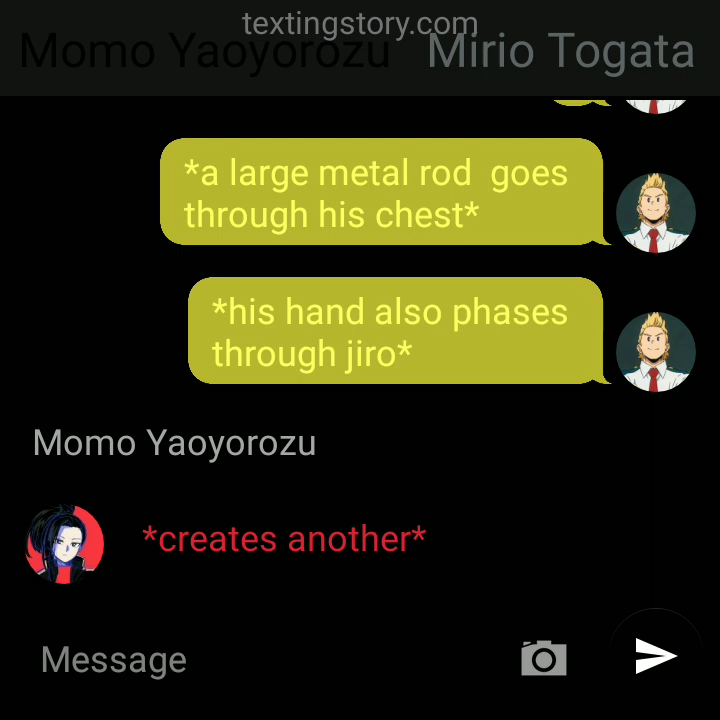 textingstory.com
Momo Yaoyorozu Mirio Togata
*a large metal rod  goes
through his chest*
*his hand also phases
through jiro*
Momo Yaoyorozu
*creates another*
Message